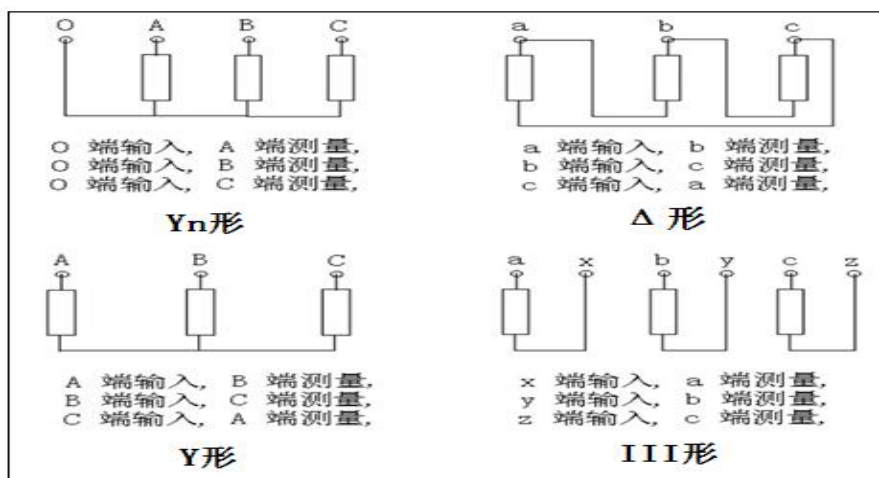 O A B C
O 端输入, A 端测量,
O 端输入, B 端测量,
O 端输入, C 端测量,
Yn形
a b c
a 端输入, b 端测量,
b 端输入, c 端测量,
c 端输入, a 端测量,
Δ 形
A B C
A 端输入, B 端测量,
B 端输入, C 端测量,
C 端输入, A 端测量,
Y形
a x b y c z
x 端输入, a 端测量,
y 端输入, b 端测量,
z 端输入, c 端测量,
III形